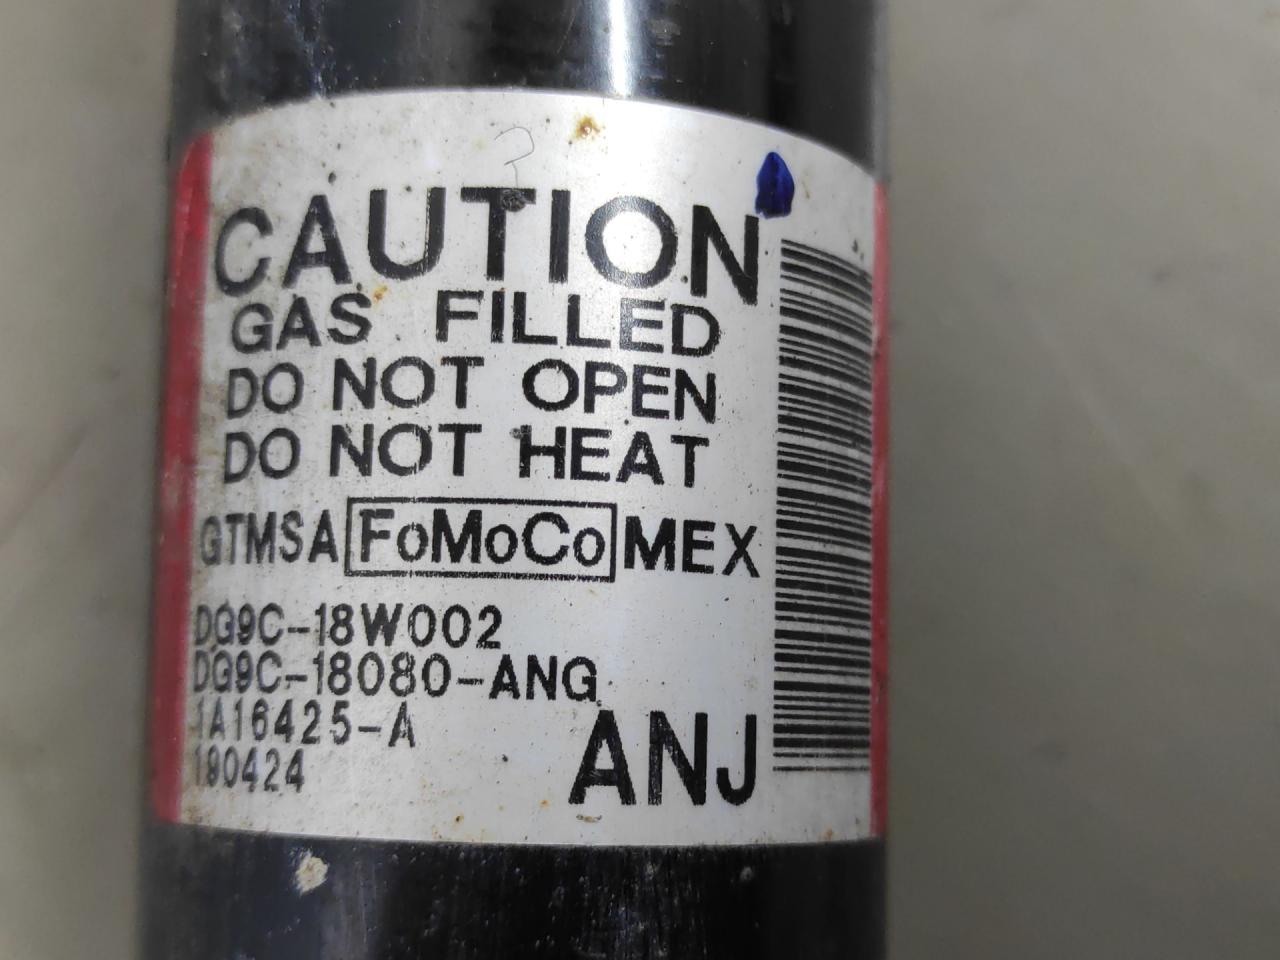 CAUTION
GAS FILLED
DO NOT OPEN
DO NOT HEAT
GTMSA FoMoCo MEX
DG9C-18W002
DG9C-18080-ANG
1A16425-A
190424
ANJ